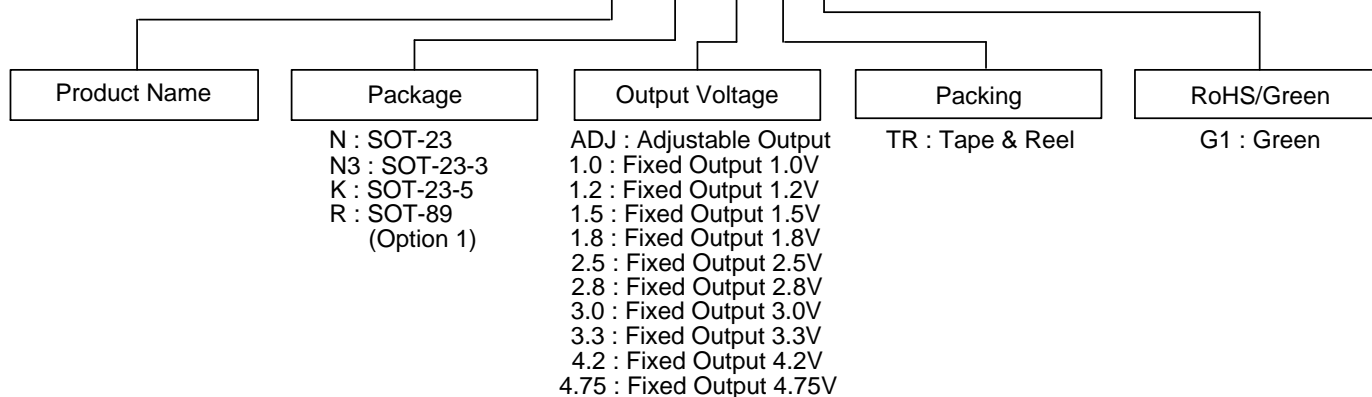 Product Name
Package
Output Voltage
Packing
RoHS/Green
N : SOT-23
N3 : SOT-23-3
K : SOT-23-5
R : SOT-89
(Option 1)
ADJ : Adjustable Output
1.0 : Fixed Output 1.0V
1.2 : Fixed Output 1.2V
1.5 : Fixed Output 1.5V
1.8 : Fixed Output 1.8V
2.5 : Fixed Output 2.5V
2.8 : Fixed Output 2.8V
3.0 : Fixed Output 3.0V
3.3 : Fixed Output 3.3V
4.2 : Fixed Output 4.2V
4.75 : Fixed Output 4.75V
TR : Tape & Reel
G1 : Green